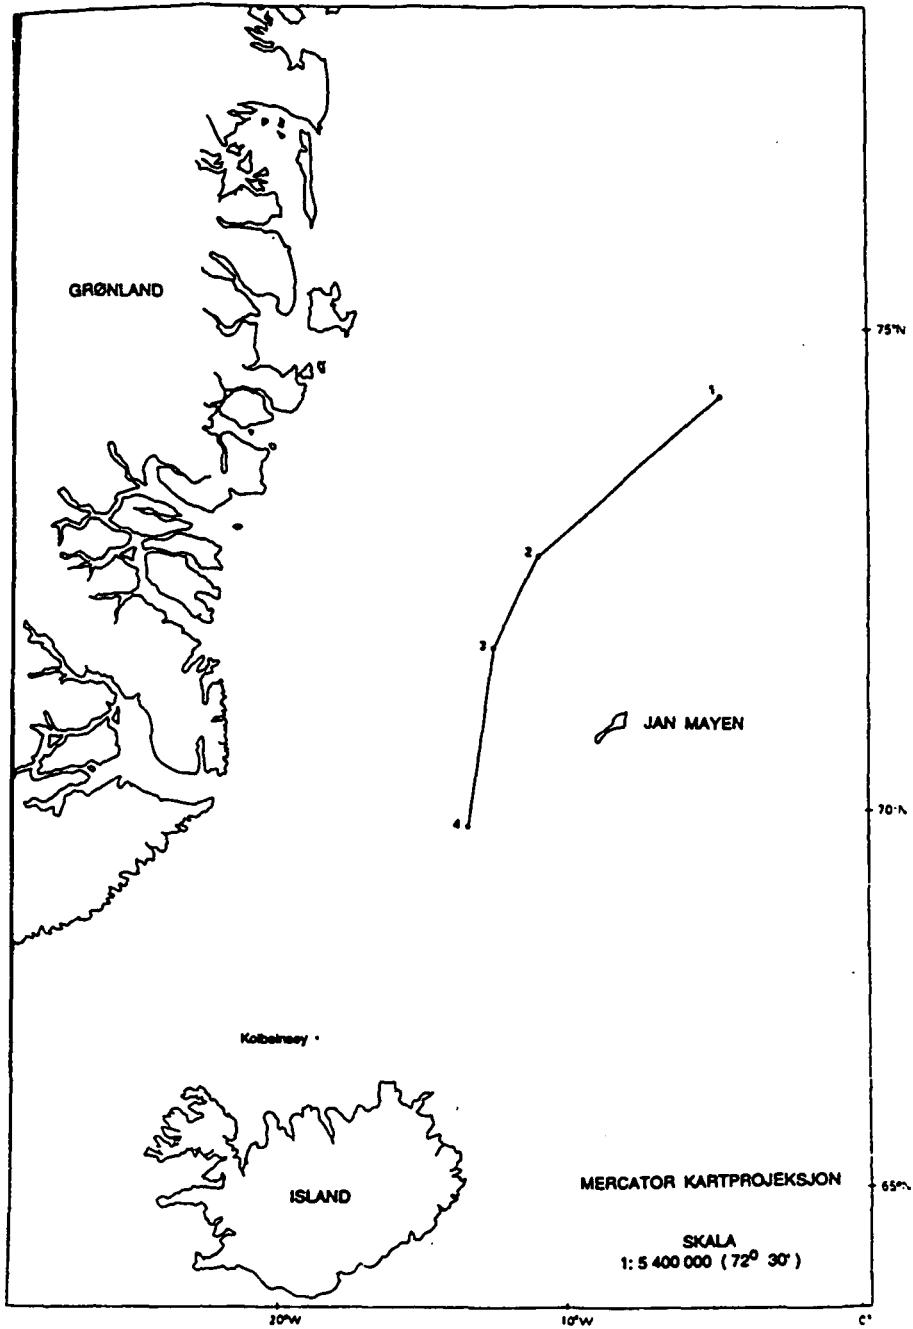 GRØNLAND
75°N
1
2
3
JAN MAYEN
70°N
4
Kolbeinsey
ISLAND
MERCATOR KARTPROJEKSJON
65°N
SKALA
1: 5 400 000 (72° 30')
20°W
10°W